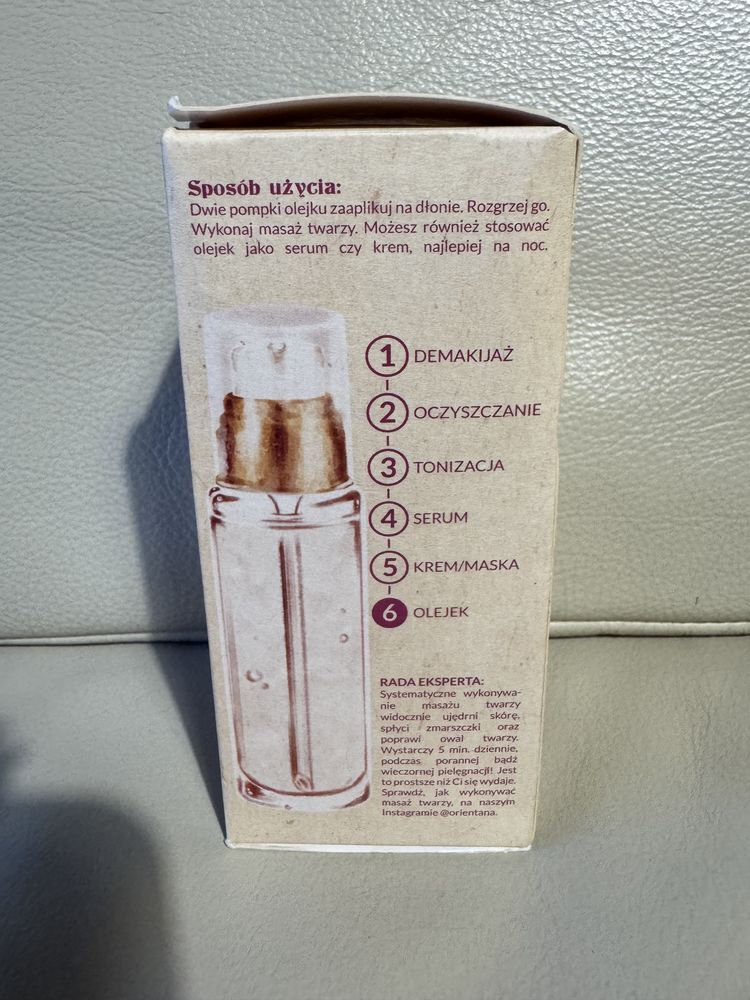 Sposób użycia:
Dwie pompki olejku zaaplikuj na dłonie. Rozgrzej go.
Wykonaj masaż twarzy. Możesz również stosować
olejek jako serum czy krem, najlepiej na noc.
1 DEMAKIJAŻ
2 OCZYSZCZANIE
3 TONIZACJA
4 SERUM
5 KREM/MASKA
6 OLEJEK
RADA EKSPERTA:
Systematyczne wykonywa-
nie masażu twarzy
widocznie ujędrni skórę,
spłyci zmarszczki oraz
poprawi owal twarzy.
Wystarczy 5 min. dziennie,
podczas porannej bądź
wieczornej pielęgnacji! Jest
to prostsze niż Ci się wydaje.
Sprawdź, jak wykonywać
masaż twarzy, na naszym
Instagramie @orientana.